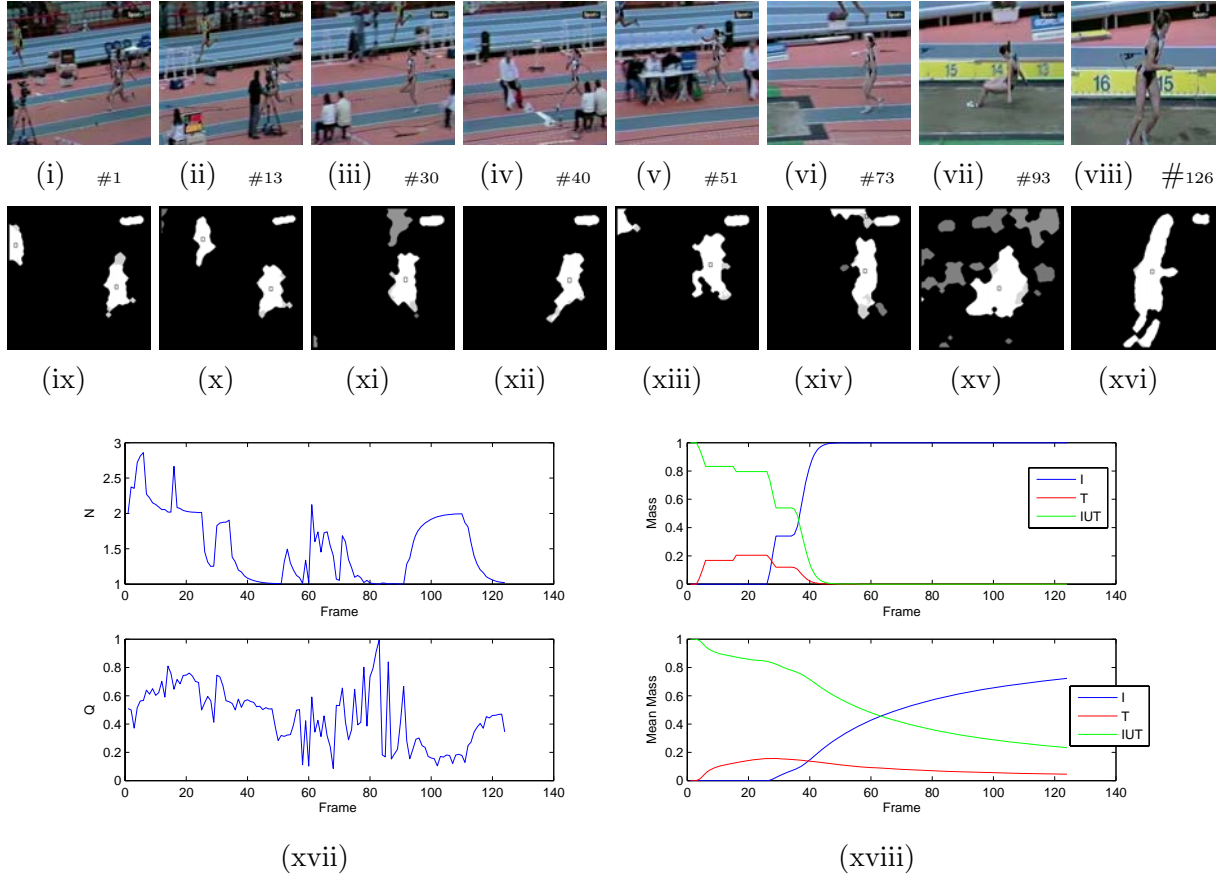 15 14 13
16 15
(i) #1 (ii) #13 (iii) #30 (iv) #40 (v) #51 (vi) #73 (vii) #93 (viii) #126
(ix) (x) (xi) (xii) (xiii) (xiv) (xv) (xvi)
3
2.5
2
1.5
1
N
0 20 40 60 80 100 120 140
Frame
1
0.8
0.6
0.4
0.2
0
Mass
0 20 40 60 80 100 120 140
Frame
I
T
IUT
1
0.8
0.6
0.4
0.2
0
Q
0 20 40 60 80 100 120 140
Frame
1
0.8
0.6
0.4
0.2
0
Mean Mass
0 20 40 60 80 100 120 140
Frame
I
T
IUT
(xvii) (xviii)